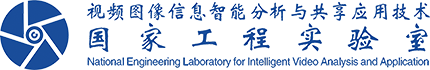 视频图像信息智能分析与共享应用技术
国家工程实验室
National Engineering Laboratory for Intelligent Video Analysis and Application